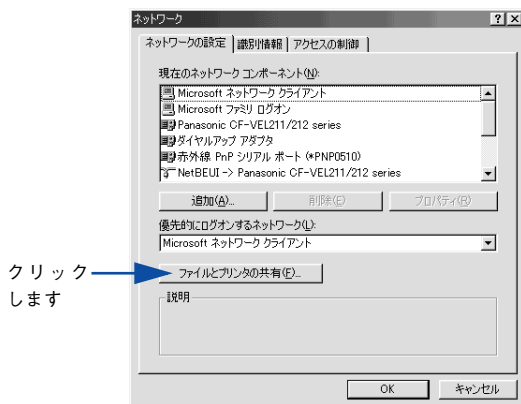 ネットワーク
ネットワークの設定 識別情報 アクセスの制御
現在のネットワーク コンポーネント(N):
Microsoft ネットワーク クライアント
Microsoft ファミリ ログオン
Panasonic CF-VEL211/212 series
ダイヤルアップ アダプタ
赤外線 PnP シリアル ポート (*PNP0510)
NetBEUI -> Panasonic CF-VEL211/212 series
追加(A)... 削除(E) プロパティ(R)
優先的にログオンするネットワーク(L):
Microsoft ネットワーク クライアント
クリック
します
ファイルとプリンタの共有(F)...
説明
OK キャンセル